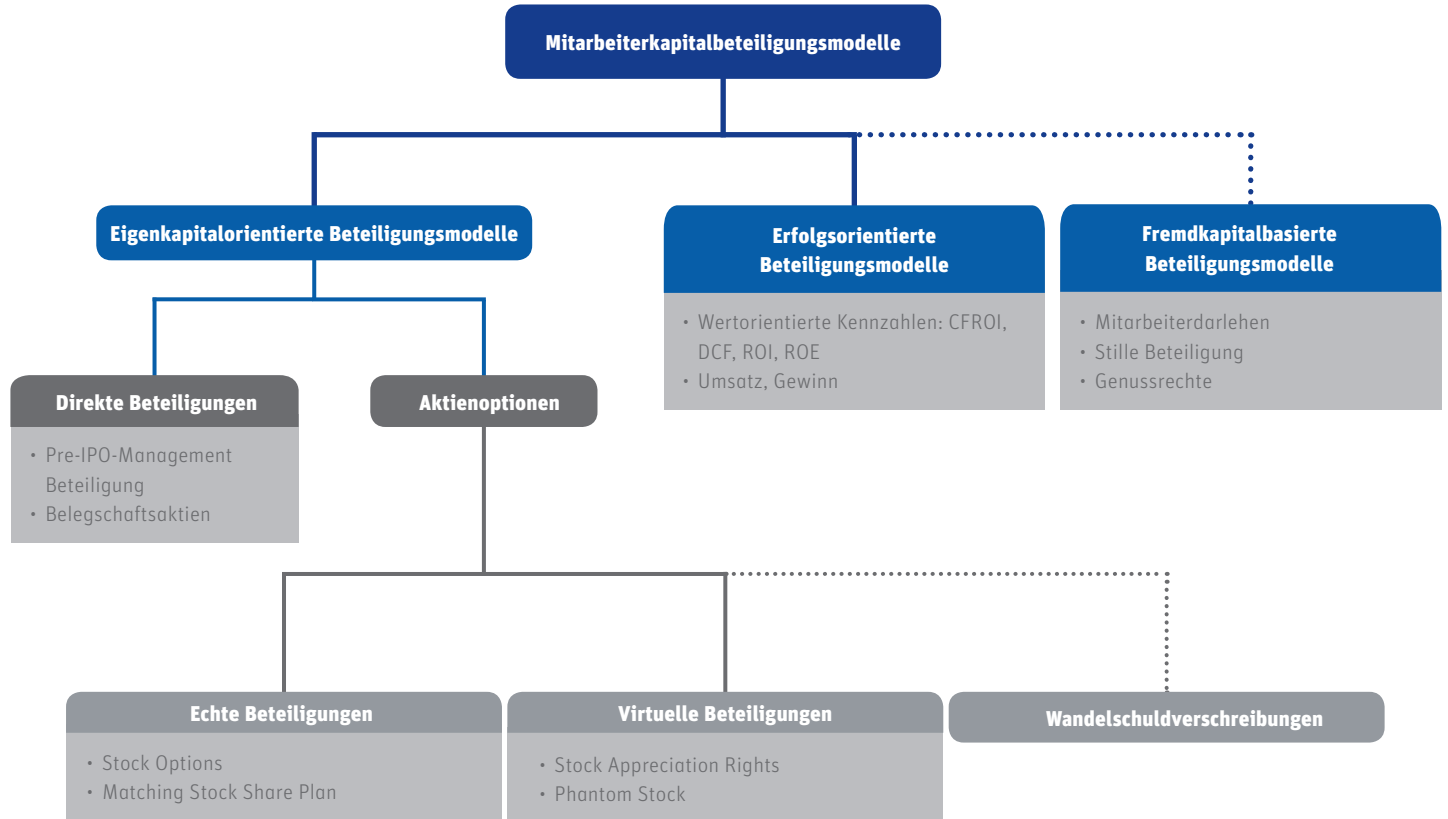 Mitarbeiterkapitalbeteiligungsmodelle
Eigenkapitalorientierte Beteiligungsmodelle
Erfolgsorientierte
Beteiligungsmodelle
• Wertorientierte Kennzahlen: CFROI,
DCF, ROI, ROE
• Umsatz, Gewinn
Fremdkapitalbasierte
Beteiligungsmodelle
• Mitarbeiterdarlehen
• Stille Beteiligung
• Genussrechte
Direkte Beteiligungen
• Pre-IPO-Management
Beteiligung
• Belegschaftsaktien
Aktienoptionen
Echte Beteiligungen
• Stock Options
• Matching Stock Share Plan
Virtuelle Beteiligungen
• Stock Appreciation Rights
• Phantom Stock
Wandelschuldverschreibungen